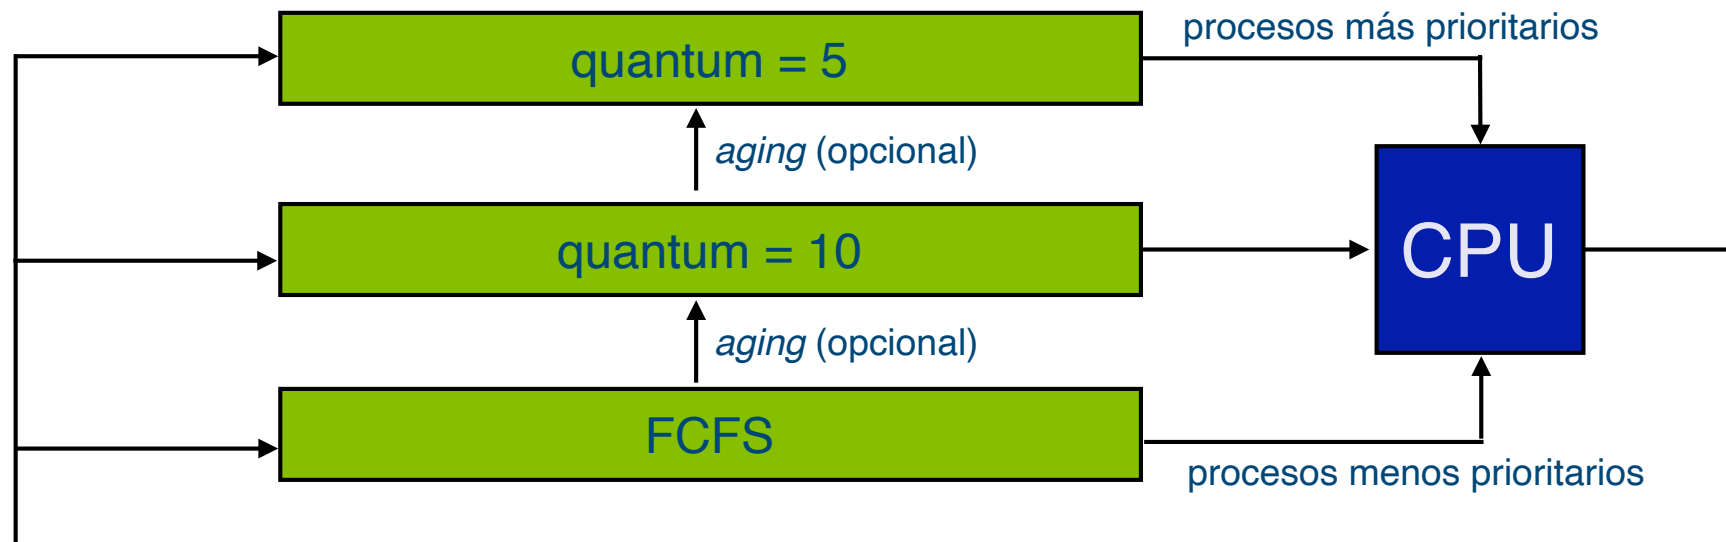 procesos más prioritarios
quantum = 5
aging (opcional)
quantum = 10
CPU
aging (opcional)
FCFS
procesos menos prioritarios